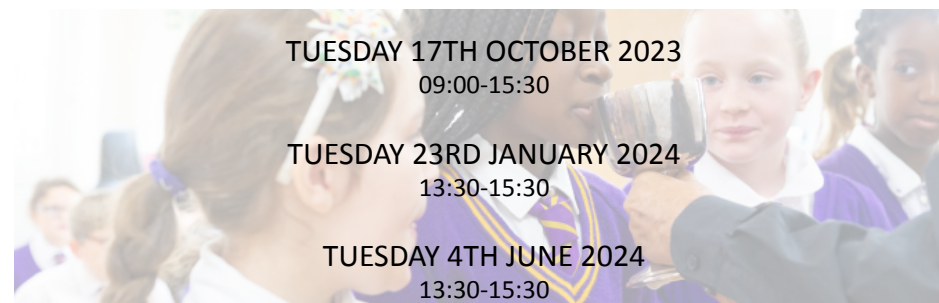 TUESDAY 17TH OCTOBER 2023
09:00-15:30
TUESDAY 23RD JANUARY 2024
13:30-15:30
TUESDAY 4TH JUNE 2024
13:30-15:30